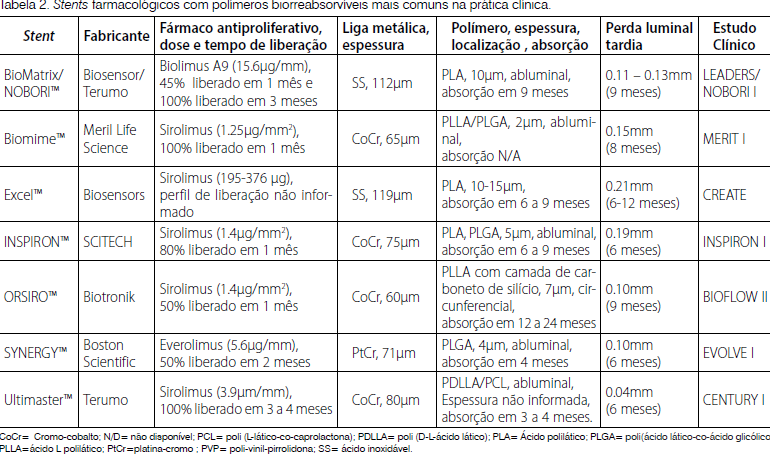 Tabela 2. Stents farmacológicos com polímeros biorreabsorvíveis mais comuns na prática clínica.
Stent
Fabricante
Fármaco antiproliferativo,
dose e tempo de liberação
Liga metálica,
espessura
Polímero, espessura,
localização , absorção
Perda luminal
tardia
Estudo
Clínico
BioMatrix/
NOBORI™
Biosensor/
Terumo
Biolimus A9 (15.6µg/mm),
45% liberado em 1 mês e
100% liberado em 3 meses
SS, 112µm
PLA, 10µm, abluminal,
absorção em 9 meses
0.11 – 0.13mm
(9 meses)
LEADERS/
NOBORI I
Biomime™
Meril Life
Science
Sirolimus (1.25µg/mm²),
100% liberado em 1 mês
CoCr, 65µm
PLLA/PLGA, 2µm, ablumi-
nal,
absorção N/A
0.15mm
(8 meses)
MERIT I
Excel™
Biosensors
Sirolimus (195-376 µg),
perfil de liberação não infor-
mado
SS, 119µm
PLA, 10-15µm,
absorção em 6 a 9 meses
0.21mm
(6-12 meses)
CREATE
INSPIRON™
SCITECH
Sirolimus (1.4µg/mm²),
80% liberado em 1 mês
CoCr, 75µm
PLA, PLGA, 5µm, abluminal,
absorção em 6 a 9 meses
0.19mm
(6 meses)
INSPIRON I
ORSIRO™
Biotronik
Sirolimus (1.4µg/mm²),
50% liberado em 1 mês
CoCr, 60µm
PLLA com camada de car-
boneto de silício, 7µm, cir-
cunferencial,
absorção em 12 a 24 meses
0.10mm
(9 meses)
BIOFLOW II
SYNERGY™
Boston
Scientific
Everolimus (5.6µg/mm),
50% liberado em 2 meses
PtCr, 71µm
PLGA, 4µm, abluminal,
absorção em 4 meses
0.10mm
(6 meses)
EVOLVE I
Ultimaster™
Terumo
Sirolimus (3.9µm/mm),
100% liberado em 3 a 4 meses
CoCr, 80µm
PDLLA/PCL, abluminal,
Espessura não informada,
absorção em 3 a 4 meses.
0.04mm
(6 meses)
CENTURY I
CoCr= Cromo-cobalto; N/D= não disponível; PCL= poli (L-lático-co-caprolactona); PDLLA= poli (D-L-ácido lático); PLA= Ácido polilático; PLGA= poli(ácido lático-co-ácido glicólico
PLLA=ácido L polilático; PtCr=platina-cromo ; PVP= poli-vinil-pirrolidona; SS= ácido inoxidável.